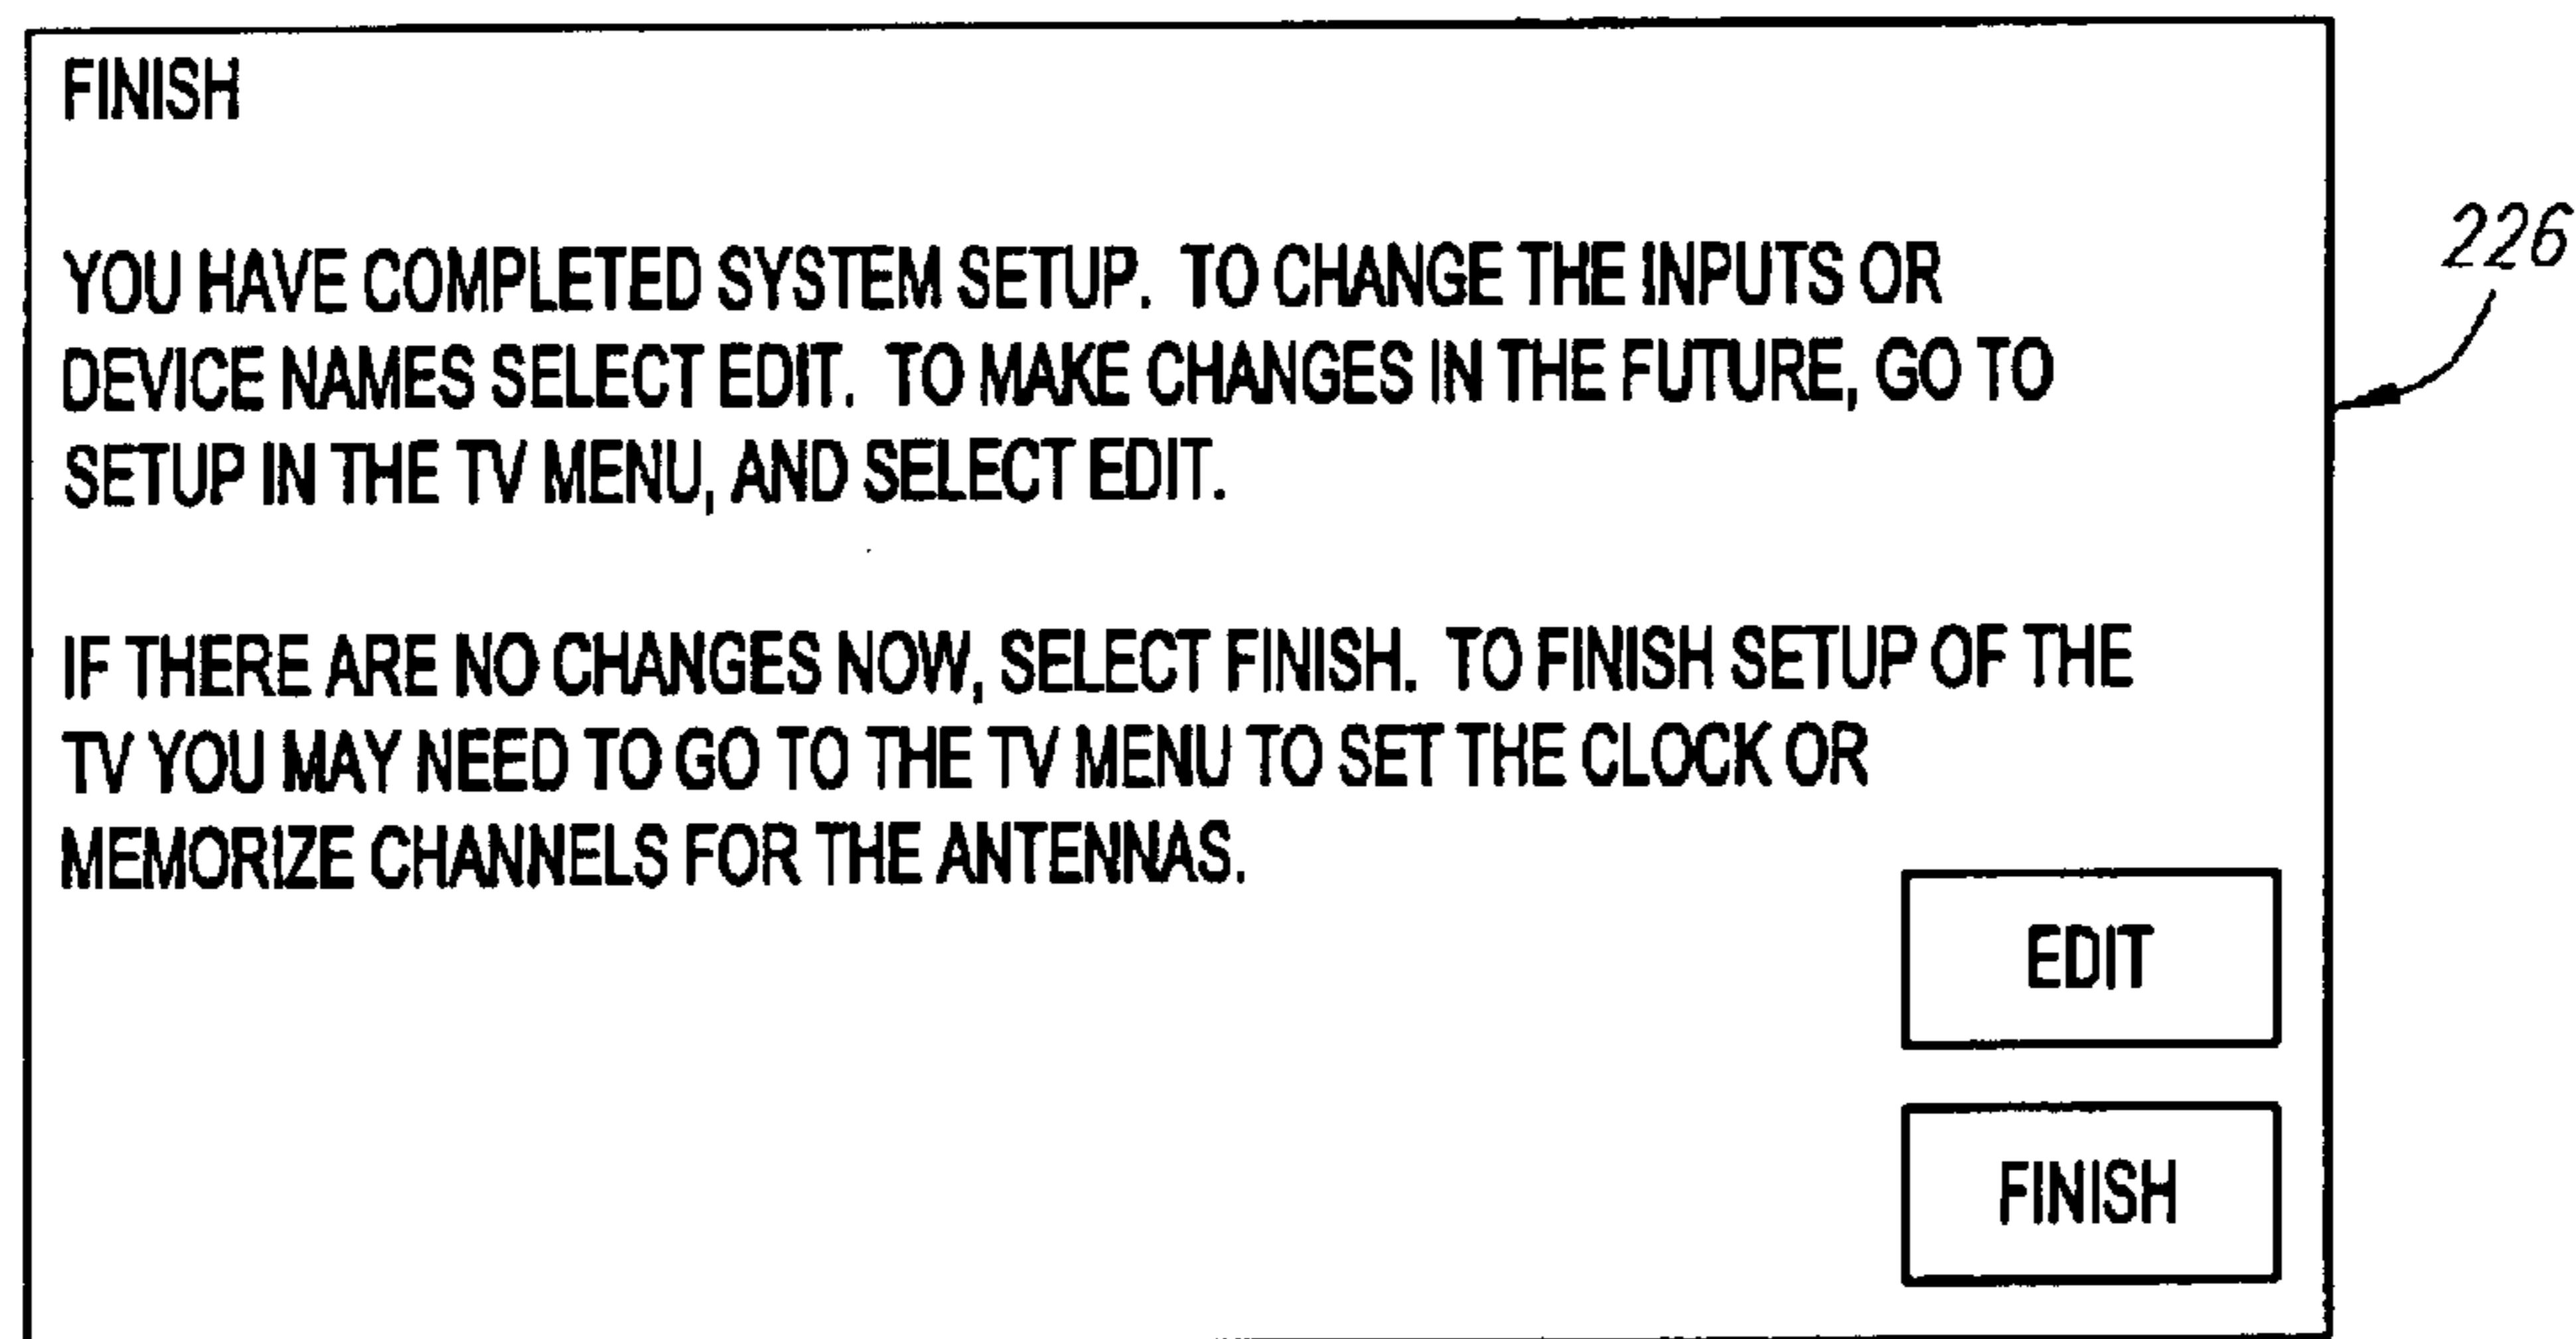 FINISH
YOU HAVE COMPLETED SYSTEM SETUP. TO CHANGE THE INPUTS OR
DEVICE NAMES SELECT EDIT. TO MAKE CHANGES IN THE FUTURE, GO TO
SETUP IN THE TV MENU, AND SELECT EDIT.
IF THERE ARE NO CHANGES NOW, SELECT FINISH. TO FINISH SETUP OF THE
TV YOU MAY NEED TO GO TO THE TV MENU TO SET THE CLOCK OR
MEMORIZE CHANNELS FOR THE ANTENNAS.
EDIT
FINISH
226